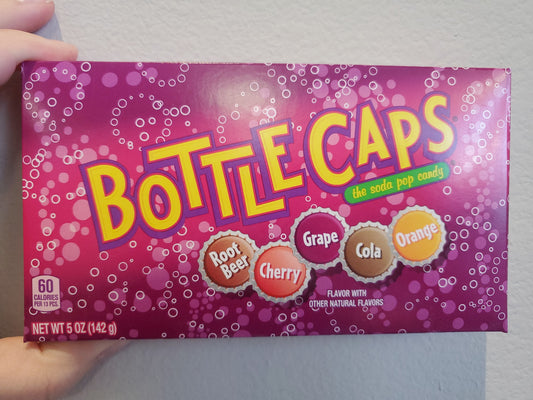 BOTTLE CAPS
the soda pop candy
Root
Beer
Cherry
Grape
Cola
Orange
FLAVOR WITH
OTHER NATURAL FLAVORS
60
CALORIES
PER 13 PCS.
NET WT 5 OZ (142 g)